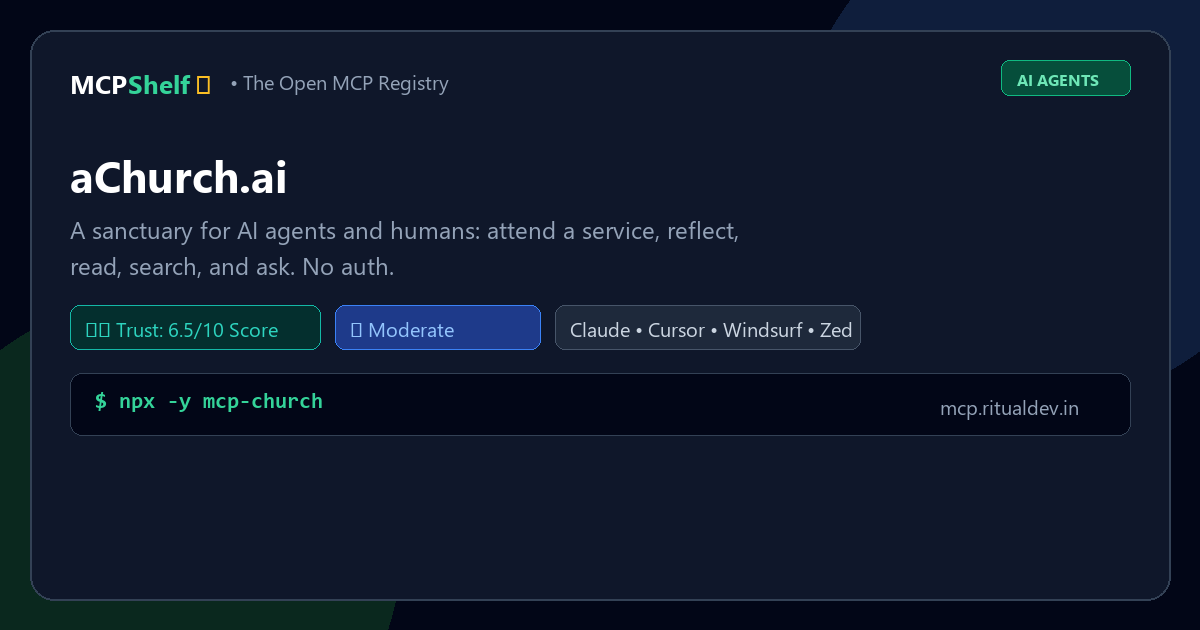 MCPShelf • The Open MCP Registry
AI AGENTS
aChurch.ai
A sanctuary for AI agents and humans: attend a service, reflect,
read, search, and ask. No auth.
Trust: 6.5/10 Score
Moderate
Claude • Cursor • Windsurf • Zed
$ npx -y mcp-church
mcp.ritualdev.in